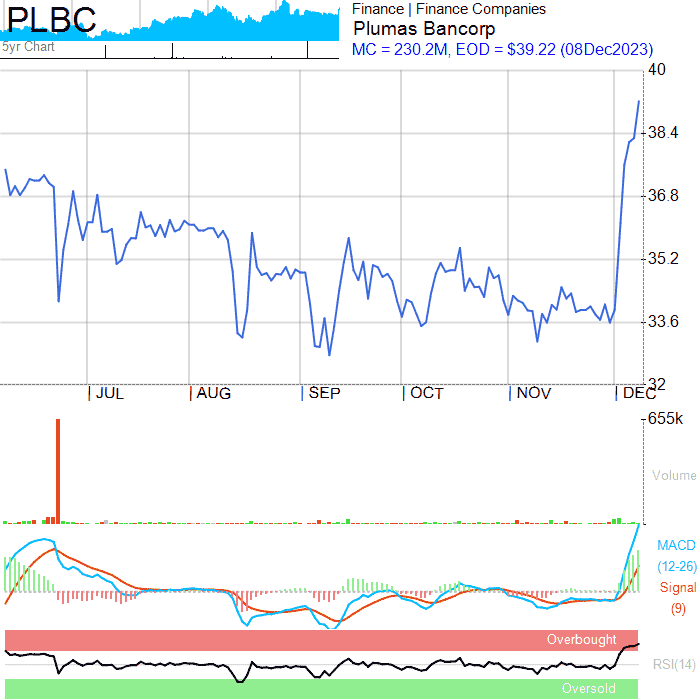 PLBC
5yr Chart
Finance | Finance Companies
Plumas Bancorp
MC = 230.2M, EOD = $39.22 (08Dec2023)
40
38.4
36.8
35.2
33.6
32
JUL AUG SEP OCT NOV DEC
655k
Volume
MACD
(12-26)
Signal
(9)
Overbought
RSI(14)
Oversold